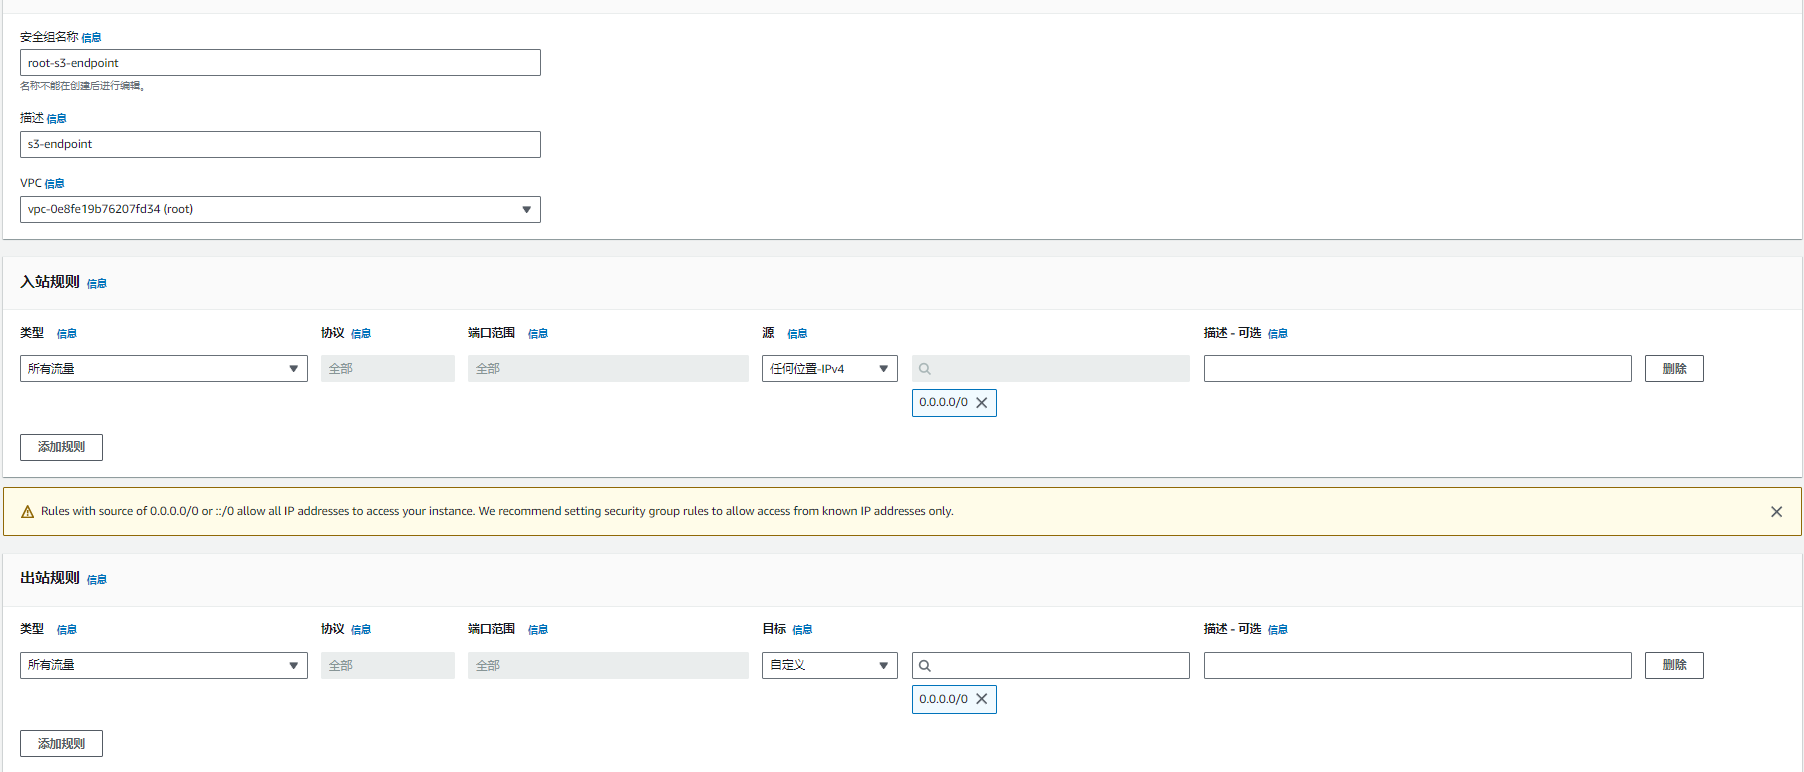 安全组名称 信息
root-s3-endpoint
名称不能在创建后进行编辑。
描述 信息
s3-endpoint
VPC 信息
vpc-0e8fe19b76207fd34 (root)
入站规则 信息
类型 信息 协议 信息 端口范围 信息 源 信息 描述 - 可选 信息
所有流量 全部 全部 任何位置-IPv4 删除
0.0.0.0/0
添加规则
Rules with source of 0.0.0.0/0 or ::/0 allow all IP addresses to access your instance. We recommend setting security group rules to allow access from known IP addresses only.
出站规则 信息
类型 信息 协议 信息 端口范围 信息 目标 信息 描述 - 可选 信息
所有流量 全部 全部 自定义 删除
0.0.0.0/0
添加规则